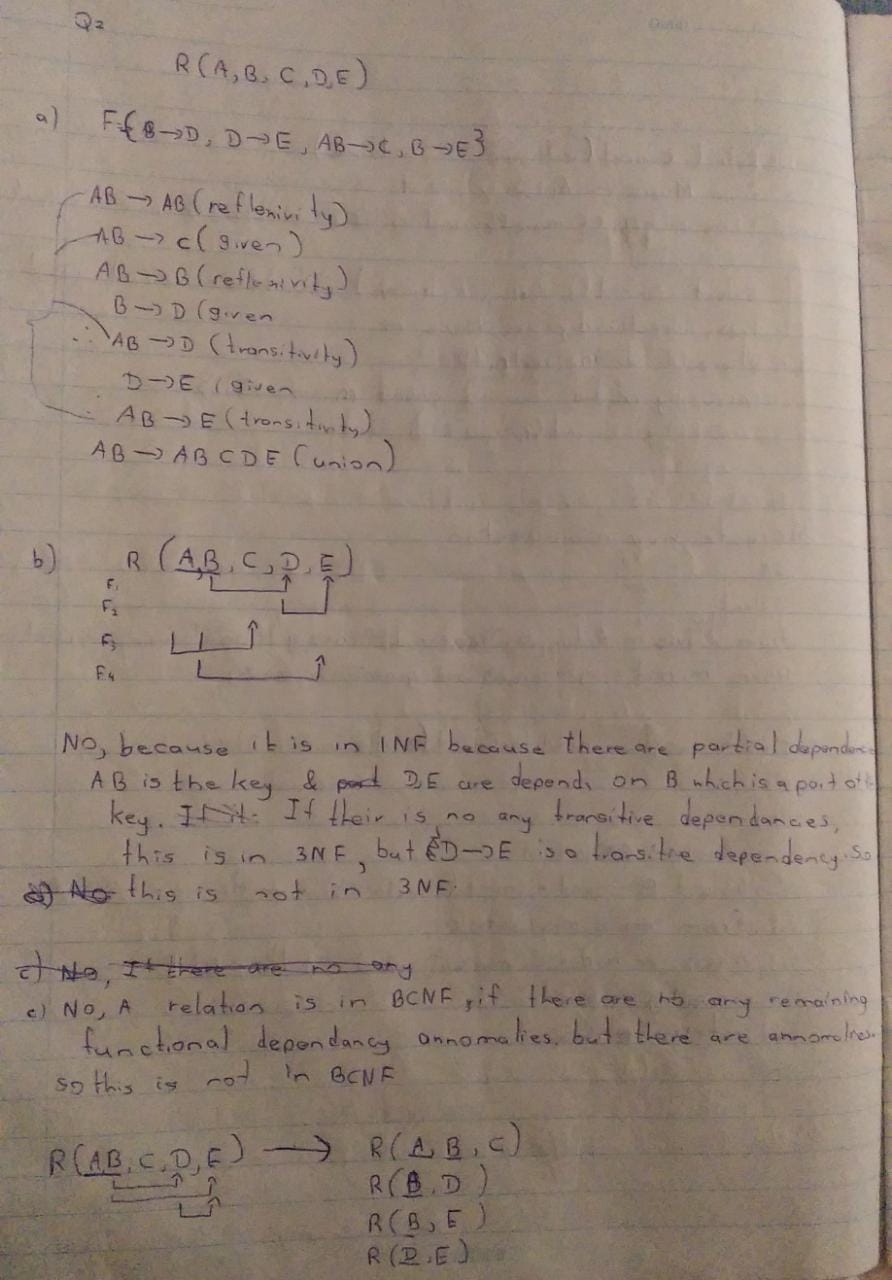 Q2
R(A,B,C,D,E)
a) F={B→D, D→E, AB→C, B→E}
AB → AB (reflexivity)
AB → c (given)
AB → B (reflexivity)
B → D (given
∴ AB → D (transitivity)
D → E (given
∴ AB → E (transitivity)
AB → ABCDE (union)
b) R (A,B,C,D,E)
F1
F2
F3
F4
NO, because it is in 1NF because there are partial dependenc
AB is the key & part D,E are depends on B which is a part of
key. If it. If their is no any transitive dependances,
this is in 3NF, but D→E is a transitie dependency. so
this is not in 3NF.
c) No, If there are no any
c) NO, A relation is in BCNF, if there are no any remaining
functional dependancy annomalies. but there are annomalies.
so this is not in BCNF
R(AB,C,D,E) → R(A,B,C)
R(B,D)
R(B,E)
R(D,E)